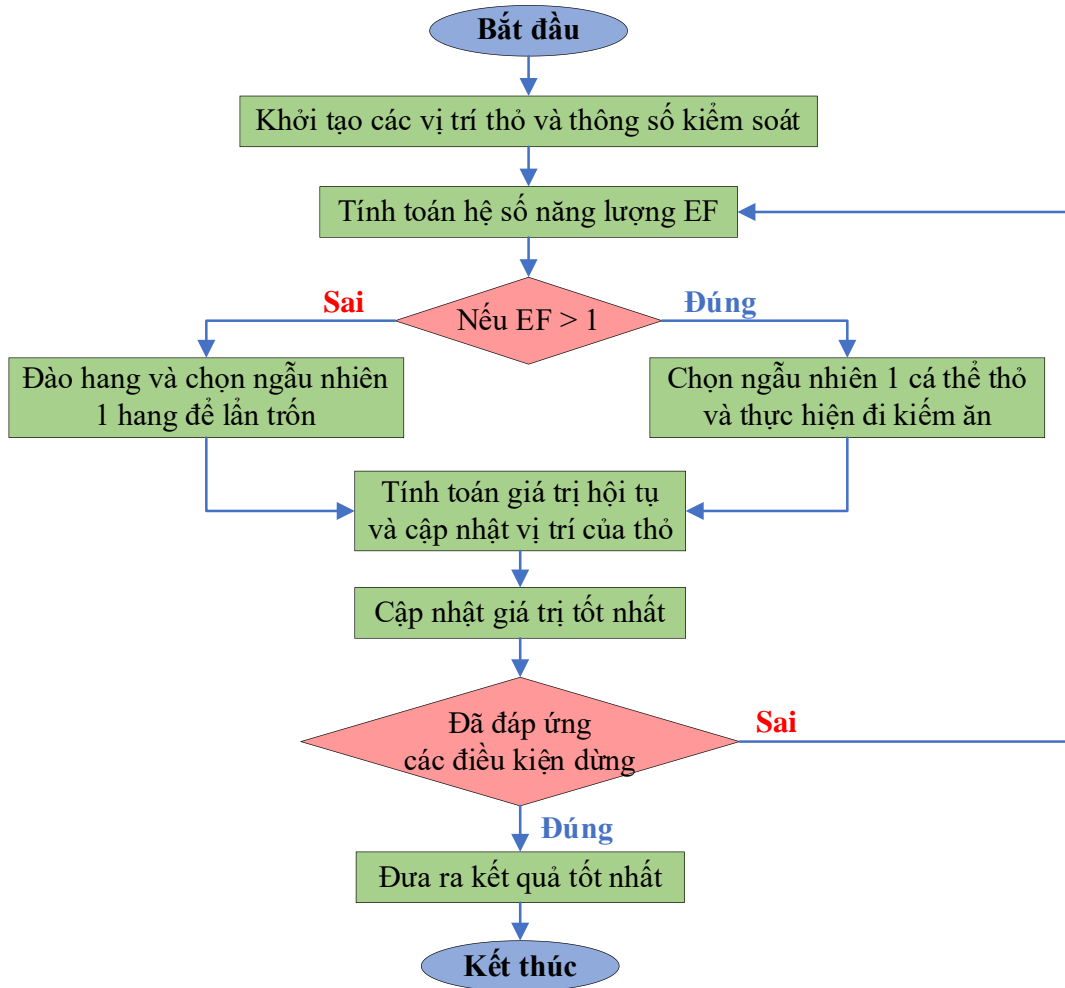 Bắt đầu
Khởi tạo các vị trí thỏ và thông số kiểm soát
Tính toán hệ số năng lượng EF
Sai
Đúng
Nếu EF > 1
Đào hang và chọn ngẫu nhiên
1 hang để lẩn trốn
Chọn ngẫu nhiên 1 cá thể thỏ
và thực hiện đi kiếm ăn
Tính toán giá trị hội tụ
và cập nhật vị trí của thỏ
Cập nhật giá trị tốt nhất
Đã đáp ứng
các điều kiện dừng
Sai
Đúng
Đưa ra kết quả tốt nhất
Kết thúc